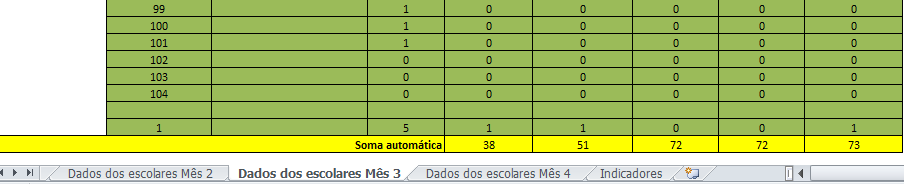 99 1 0 0 0 0 0
100 1 0 0 0 0 0
101 1 0 0 0 0 0
102 0 0 0 0 0 0
103 0 0 0 0 0 0
104 0 0 0 0 0 0
1 5 1 1 0 0 1
Soma automática 38 51 72 72 73
Dados dos escolares Mês 2 Dados dos escolares Mês 3 Dados dos escolares Mês 4 Indicadores